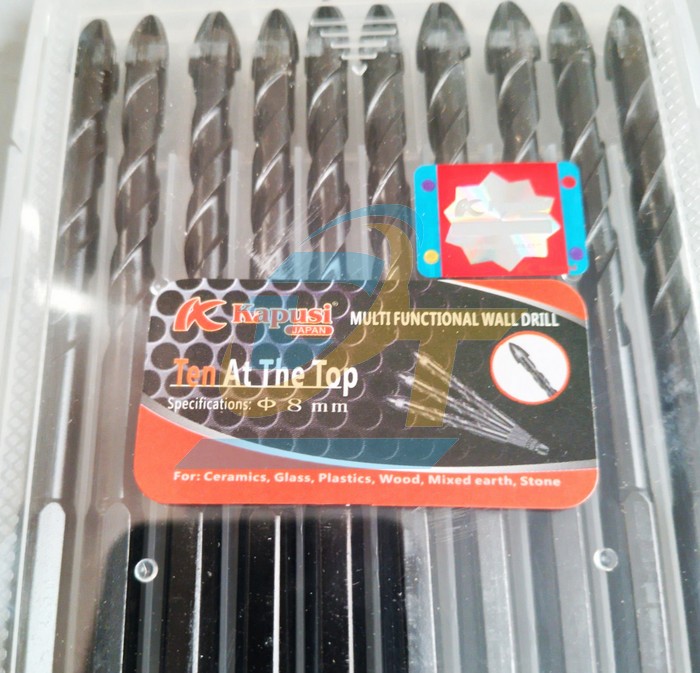 Kapusi®
JAPAN
MULTI FUNCTIONAL WALL DRILL
Ten At The Top
Specifications: Φ 8 mm
For: Ceramics, Glass, Plastics, Wood, Mixed earth, Stone